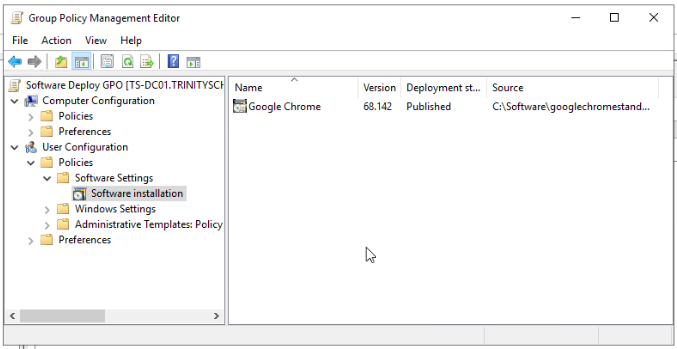 Group Policy Management Editor
File Action View Help
Software Deploy GPO [TS-DC01.TRINITYSCH
Computer Configuration
Policies
Preferences
User Configuration
Policies
Software Settings
Software installation
Windows Settings
Administrative Templates: Policy
Preferences
Name Version Deployment st... Source
Google Chrome 68.142 Published C:\Software\googlechromestand...